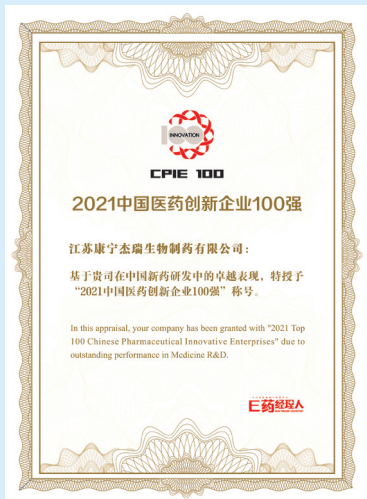 100
INNOVATION
CPIE 100
2021中国医药创新企业100强
江苏康宁杰瑞生物制药有限公司：
基于贵司在中国新药研发中的卓越表现，特授予
“2021中国医药创新企业100强”称号。
In this appraisal, your company has been granted with "2021 Top
100 Chinese Pharmaceutical Innovative Enterprises" due to
outstanding performance in Medicine R&D.
E药经理人